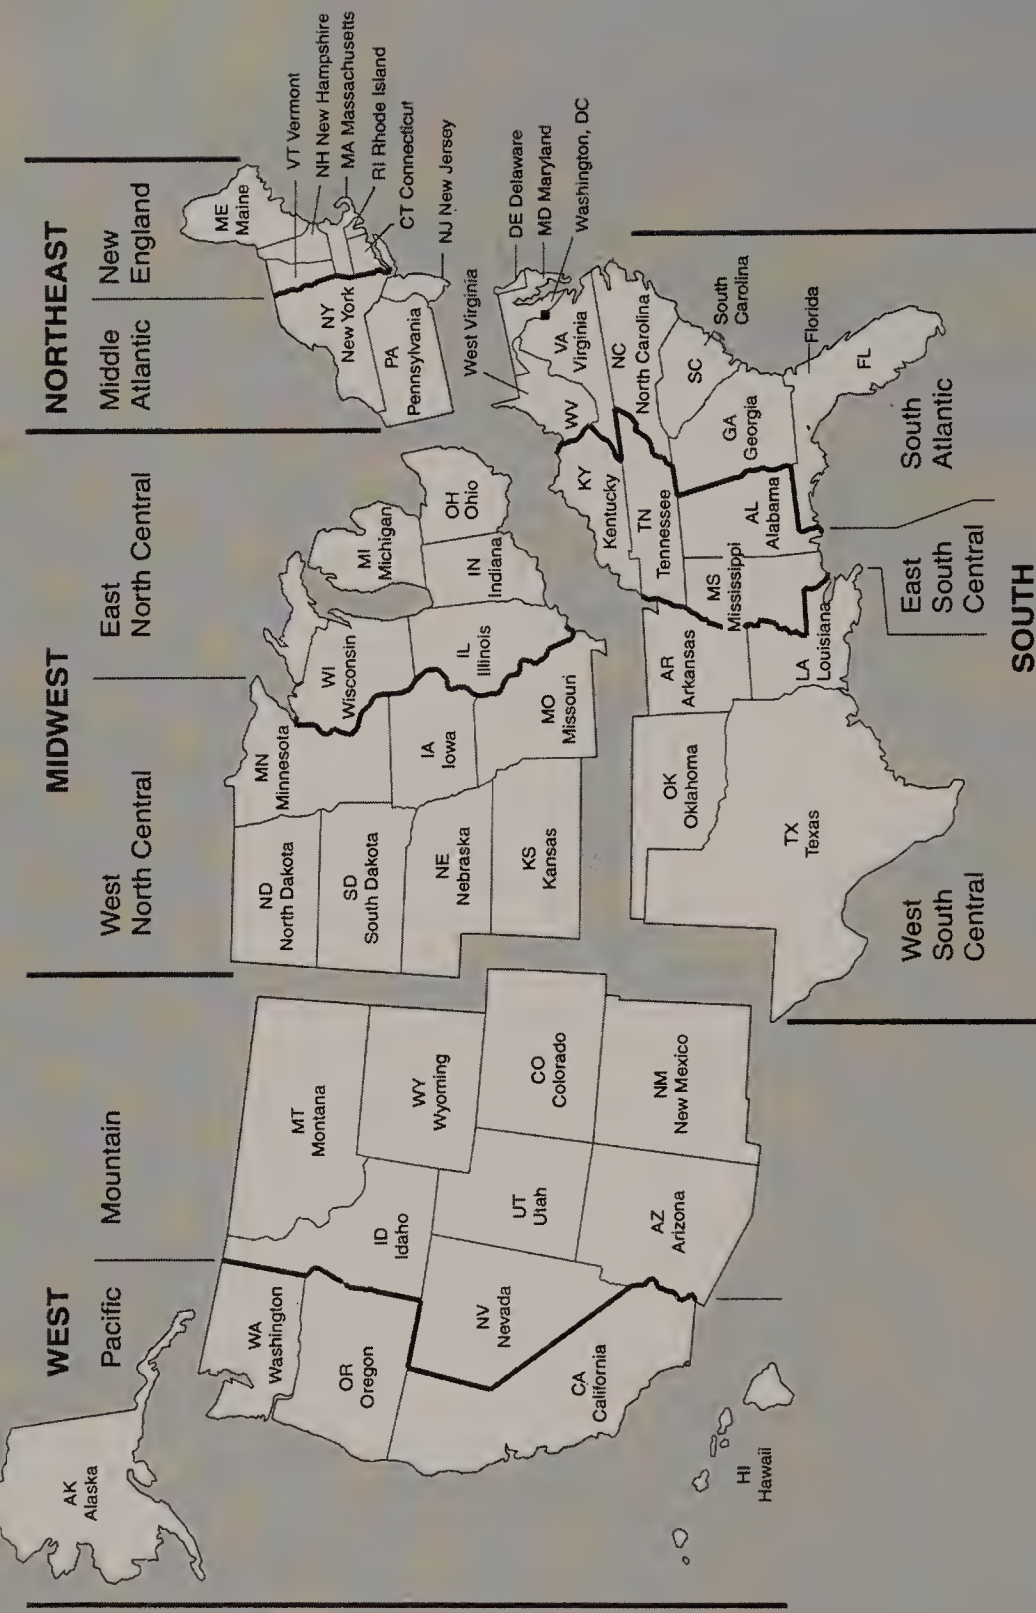 WEST
MIDWEST
NORTHEAST
Pacific
Mountain
West
North Central
East
North Central
Middle
Atlantic
New
England
AK
Alaska
WA
Washington
OR
Oregon
CA
California
HI
Hawaii
MT
Montana
ID
Idaho
WY
Wyoming
NV
Nevada
UT
Utah
CO
Colorado
AZ
Arizona
NM
New Mexico
ND
North Dakota
SD
South Dakota
NE
Nebraska
KS
Kansas
MN
Minnesota
IA
Iowa
MO
Missouri
WI
Wisconsin
IL
Illinois
MI
Michigan
IN
Indiana
OH
Ohio
NY
New York
PA
Pennsylvania
ME
Maine
VT Vermont
NH New Hampshire
MA Massachusetts
RI Rhode Island
CT Connecticut
NJ New Jersey
DE Delaware
MD Maryland
Washington, DC
West Virginia
WV
VA
Virginia
NC
North Carolina
SC
South
Carolina
GA
Georgia
FL
Florida
KY
Kentucky
TN
Tennessee
MS
Mississippi
AL
Alabama
OK
Oklahoma
AR
Arkansas
TX
Texas
LA
Louisiana
West
South
Central
East
South
Central
South
Atlantic
SOUTH